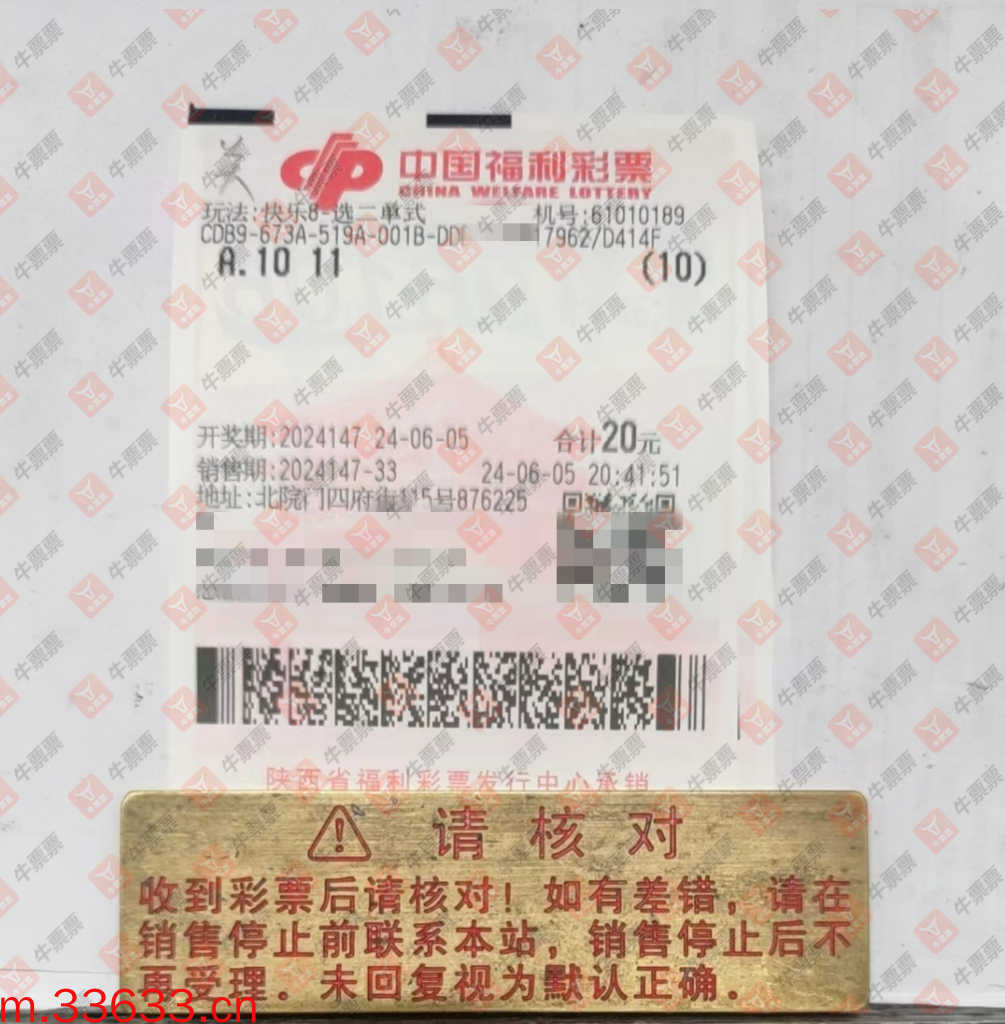 中国福利彩票
CHINA WELFARE LOTTERY
玩法:快乐8-选二单式 机号:61010189
CDB9-673A-519A-001B-DD 17962/D414F
A.10 11 (10)
开奖期:2024147 24-06-05 合计20元
销售期:2024147-33 24-06-05 20:41:51
地址:北院门四府街115号876225
陕西省福利彩票发行中心承销
请核对
收到彩票后请核对!如有差错,请在
销售停止前联系本站,销售停止后不
再受理.未回复视为默认正确.
m.33633.cn
牛票票